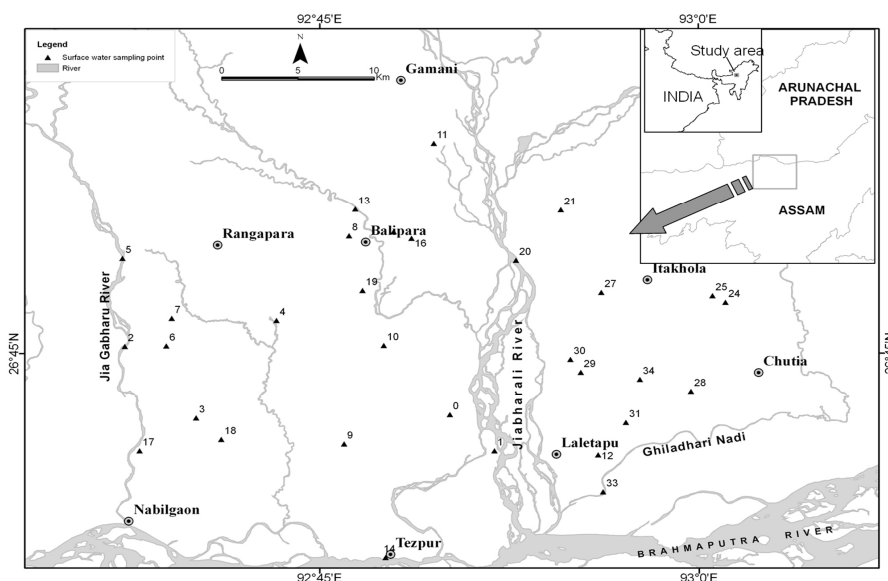 92°45'E
93°0'E
Legend
Surface water sampling point
River
N
0 5 10
Km
Gamani
Study area
INDIA
ARUNACHAL
PRADESH
ASSAM
11
13
8
Balipara
16
21
Rangapara
5
20
Itakhola
19
27
25
24
7
4
Jia Gabharu River
2
6
10
Jiabharali River
26°45'N
26°45'N
30
29
34
Chutia
28
3
0
31
18
17
9
1
Laletapu
12
Ghiladhari Nadi
33
Nabilgaon
Tezpur
14
BRAHMAPUTRA RIVER
92°45'E
93°0'E